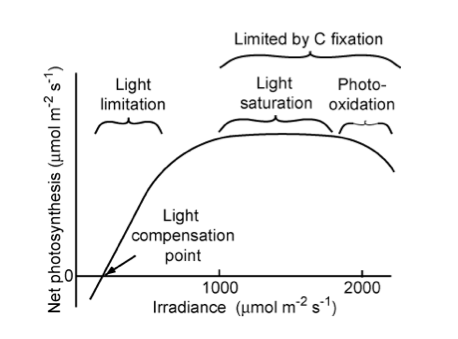 Limited by C fixation
Light
limitation
Light
saturation
Photo-
oxidation
Net photosynthesis (μmol m⁻² s⁻¹)
Light
compensation
point
0
1000
2000
Irradiance (μmol m⁻² s⁻¹)